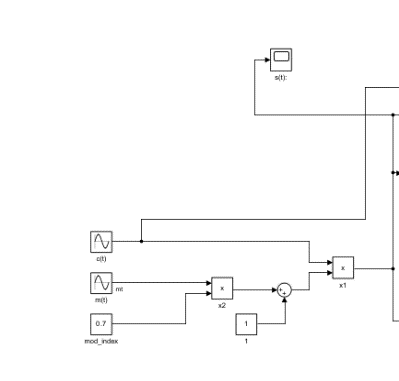 s(t):
c(t)
x
x1
mt
m(t)
x
x2
+
+
0.7
mod_index
1
1